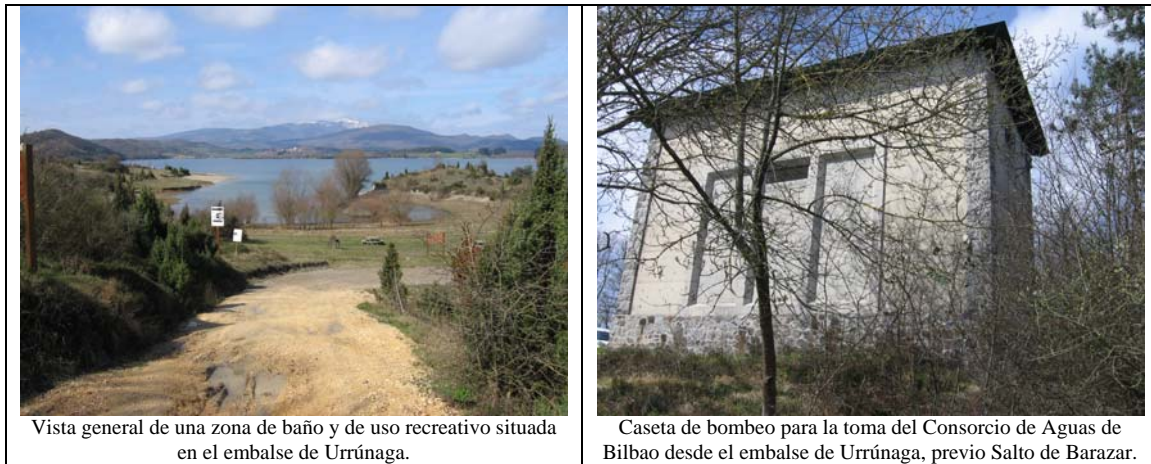 Vista general de una zona de baño y de uso recreativo situada
en el embalse de Urrúnaga.
Caseta de bombeo para la toma del Consorcio de Aguas de
Bilbao desde el embalse de Urrúnaga, previo Salto de Barazar.